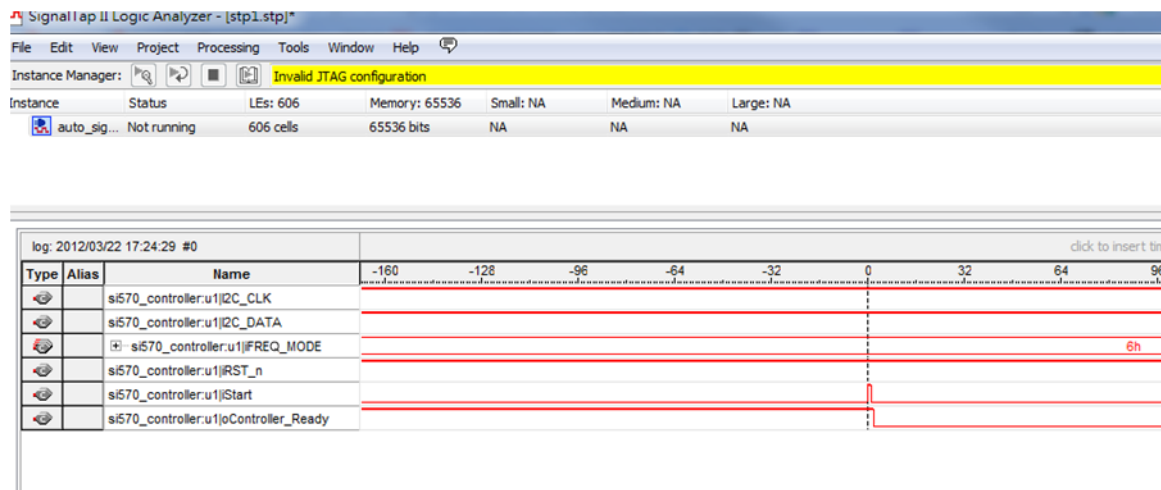 SignalTap II Logic Analyzer - [stp1.stp]*
File Edit View Project Processing Tools Window Help
Instance Manager: Invalid JTAG configuration
Instance Status LEs: 606 Memory: 65536 Small: NA Medium: NA Large: NA
auto_sig... Not running 606 cells 65536 bits NA NA NA
log: 2012/03/22 17:24:29 #0 click to insert tim
Type Alias Name -160 -128 -96 -64 -32 0 32 64 96
si570_controller:u1|I2C_CLK
si570_controller:u1|I2C_DATA
si570_controller:u1|iFREQ_MODE 6h
si570_controller:u1|iRST_n
si570_controller:u1|iStart
si570_controller:u1|oController_Ready